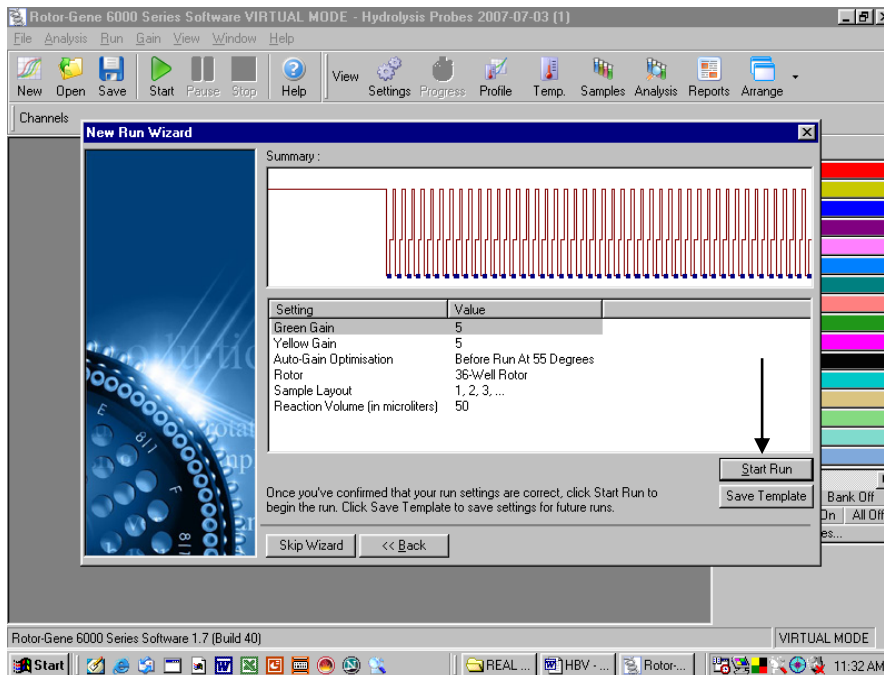 Rotor-Gene 6000 Series Software VIRTUAL MODE - Hydrolysis Probes 2007-07-03 (1)
File Analysis Run Gain View Window Help
New Open Save Start Pause Stop Help View Settings Progress Profile Temp. Samples Analysis Reports Arrange
Channels
New Run Wizard
Summary :
Setting Value
Green Gain 5
Yellow Gain 5
Auto-Gain Optimisation Before Run At 55 Degrees
Rotor 36-Well Rotor
Sample Layout 1, 2, 3, ...
Reaction Volume (in microliters) 50
Start Run
Once you've confirmed that your run settings are correct, click Start Run to
begin the run. Click Save Template to save settings for future runs.
Save Template
Bank Off
On All Off
es...
Skip Wizard << Back
E
8/1
F
8/1
Rotor-Gene 6000 Series Software 1.7 (Build 40) VIRTUAL MODE
Start REAL ... HBV - ... Rotor-... 11:32 AM